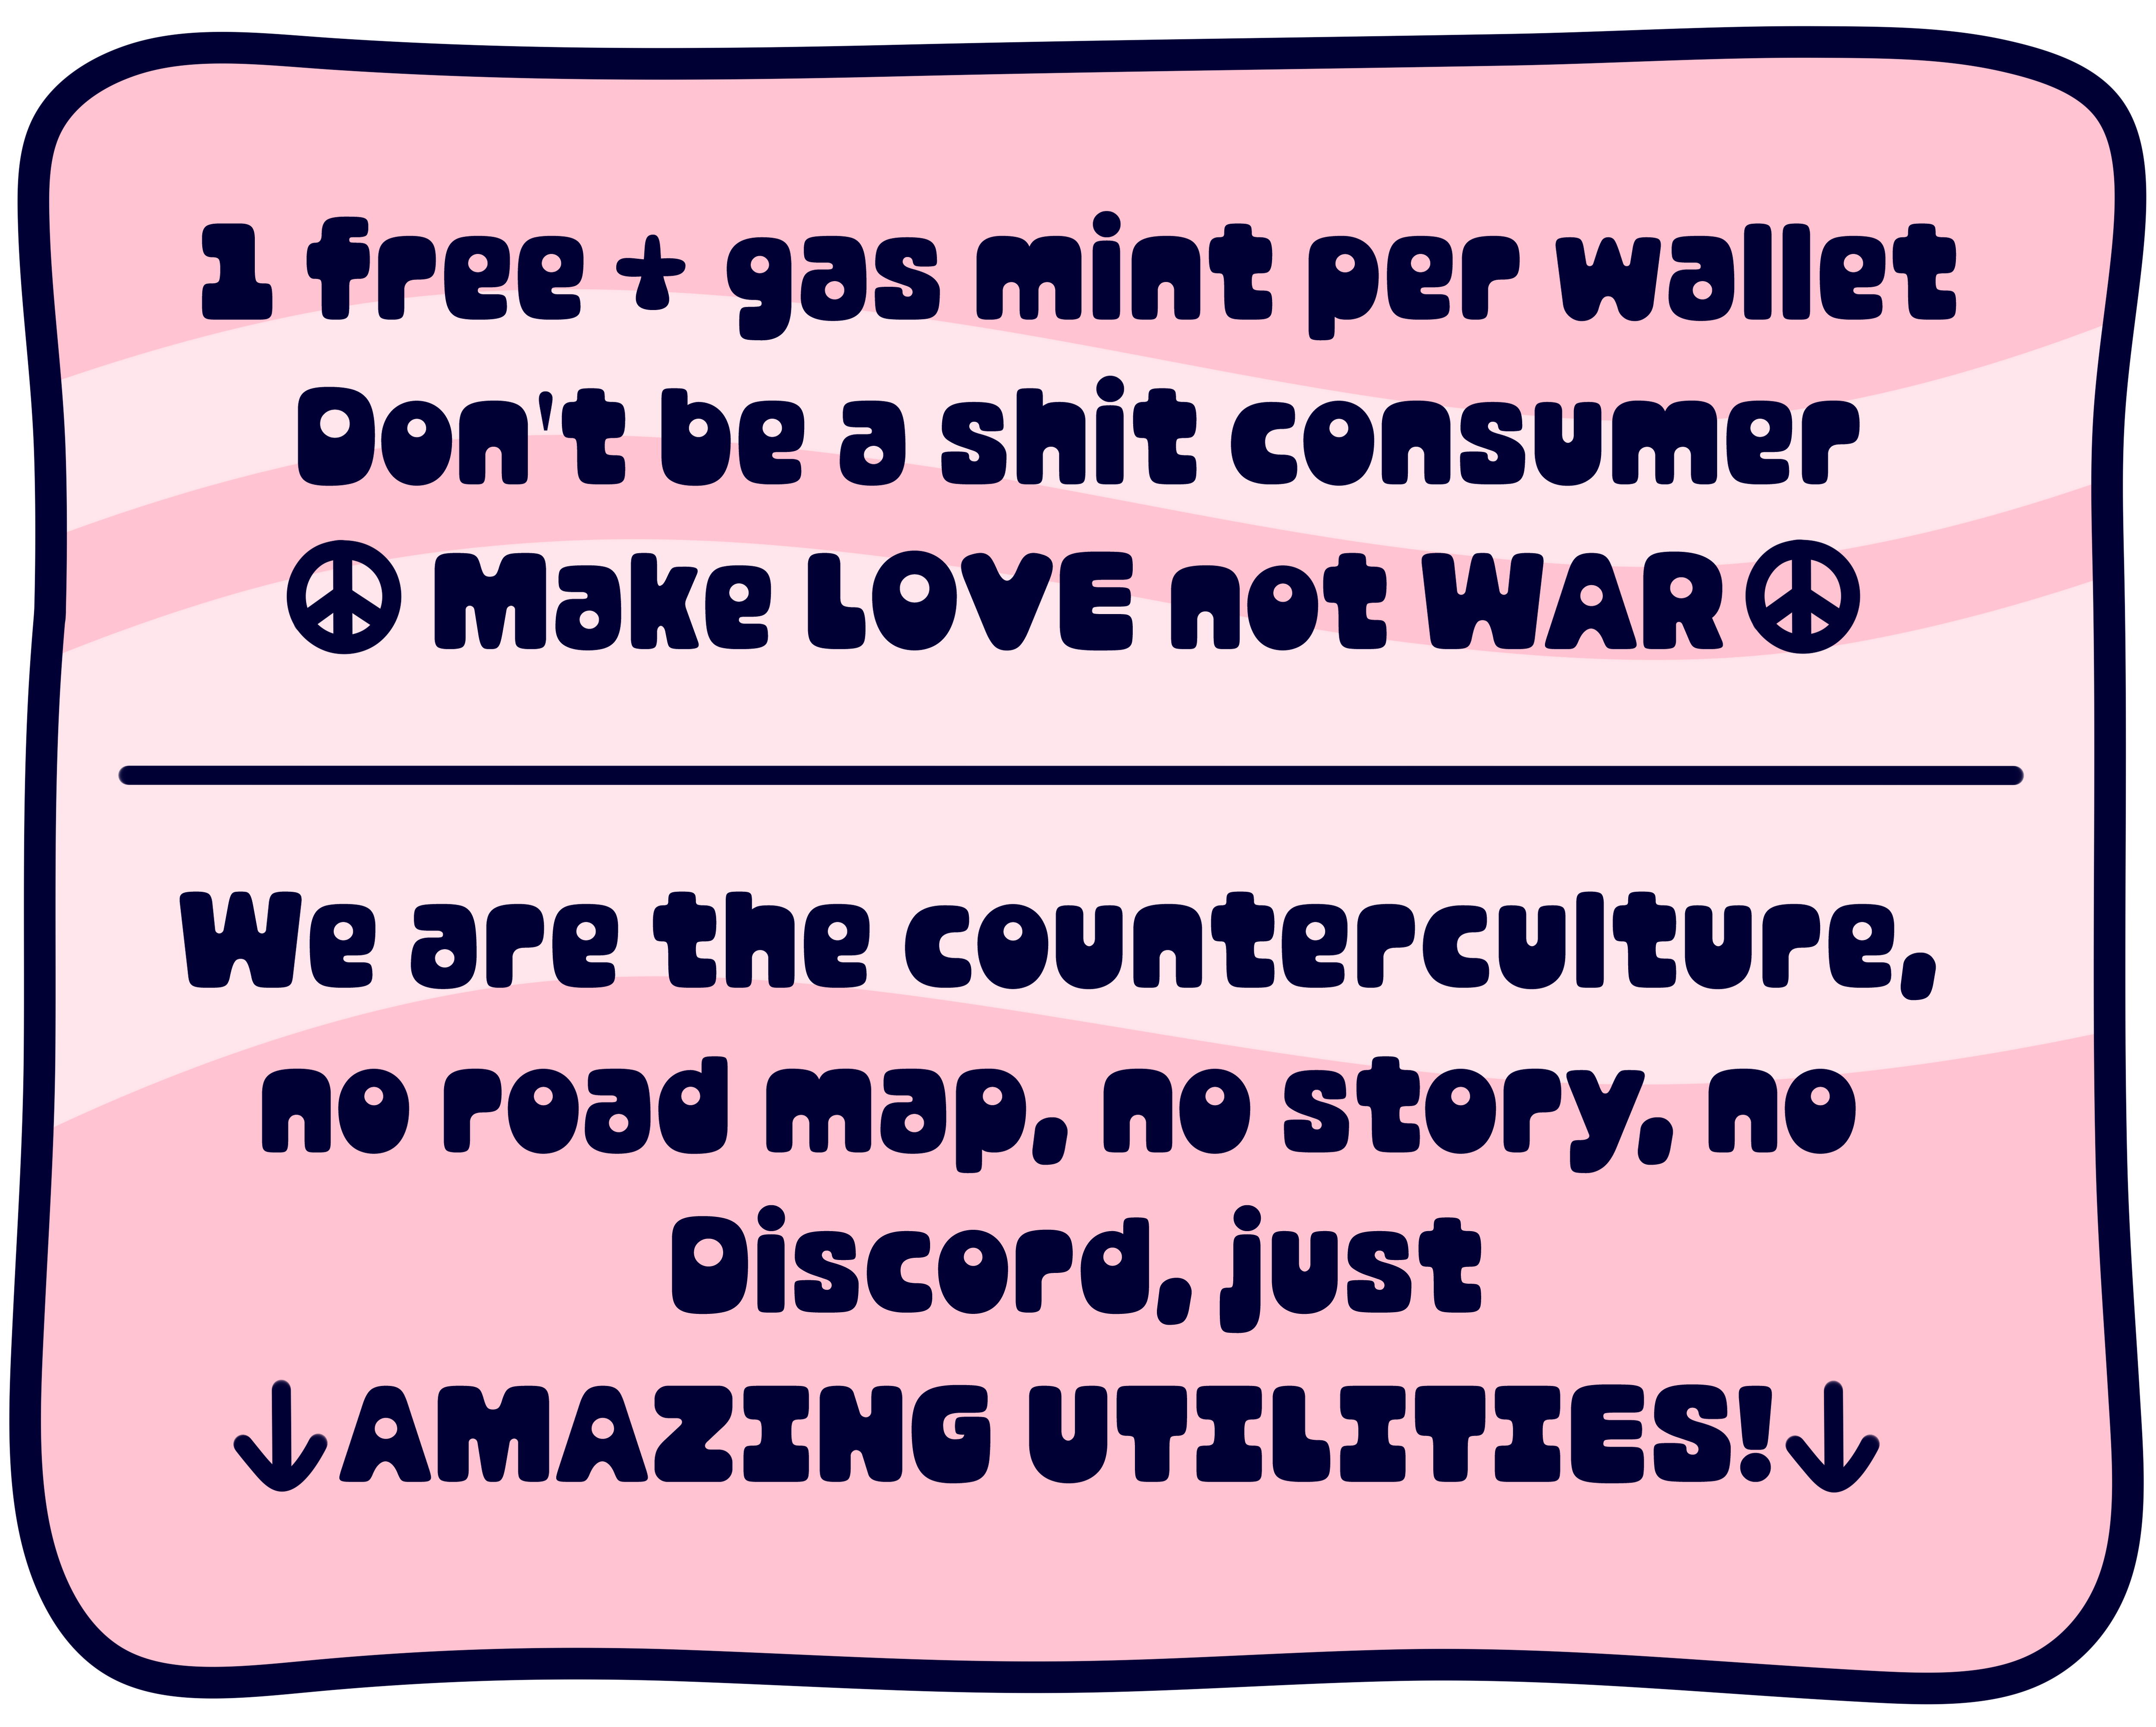 1 free + gas mint per wallet
Don't be a shit consumer
☮ Make LOVE not WAR ☮
We are the counterculture,
no road map, no story, no
Discord, just
↓AMAZING UTILITIES!↓